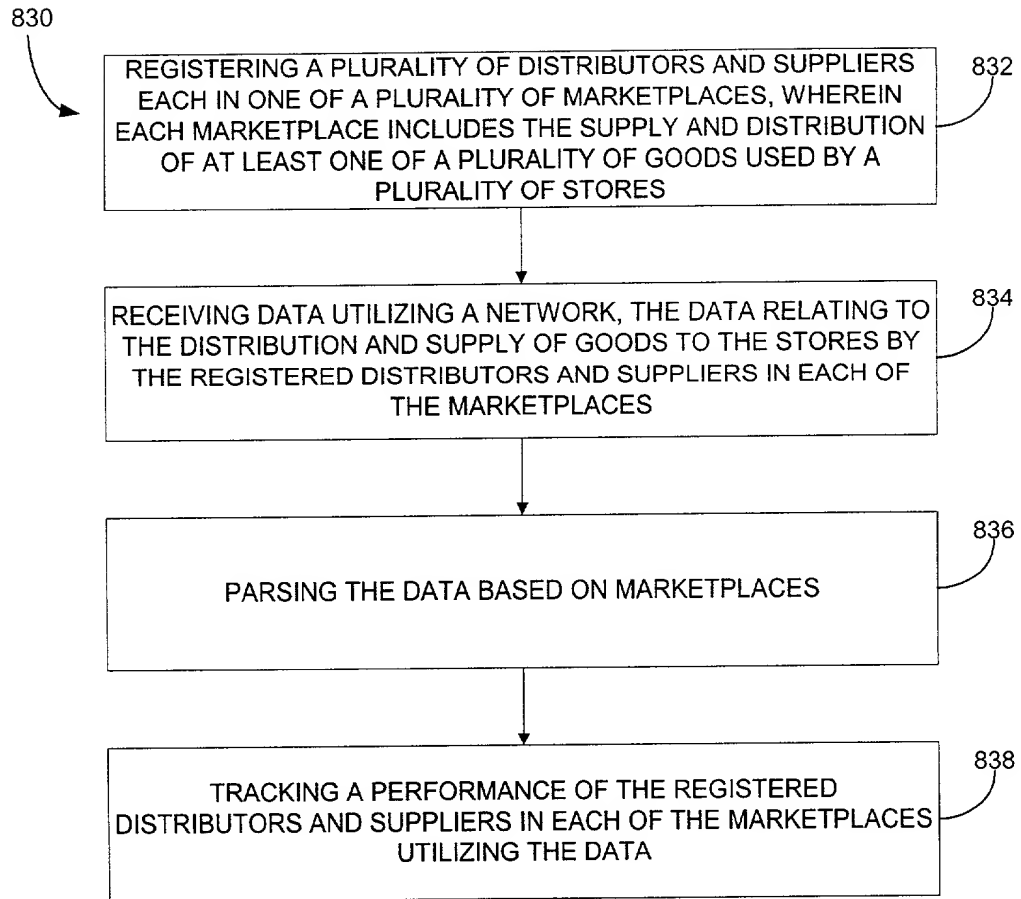 830
REGISTERING A PLURALITY OF DISTRIBUTORS AND SUPPLIERS
EACH IN ONE OF A PLURALITY OF MARKETPLACES, WHEREIN
EACH MARKETPLACE INCLUDES THE SUPPLY AND DISTRIBUTION
OF AT LEAST ONE OF A PLURALITY OF GOODS USED BY A
PLURALITY OF STORES
832
RECEIVING DATA UTILIZING A NETWORK, THE DATA RELATING TO
THE DISTRIBUTION AND SUPPLY OF GOODS TO THE STORES BY
THE REGISTERED DISTRIBUTORS AND SUPPLIERS IN EACH OF
THE MARKETPLACES
834
PARSING THE DATA BASED ON MARKETPLACES
836
TRACKING A PERFORMANCE OF THE REGISTERED
DISTRIBUTORS AND SUPPLIERS IN EACH OF THE MARKETPLACES
UTILIZING THE DATA
838